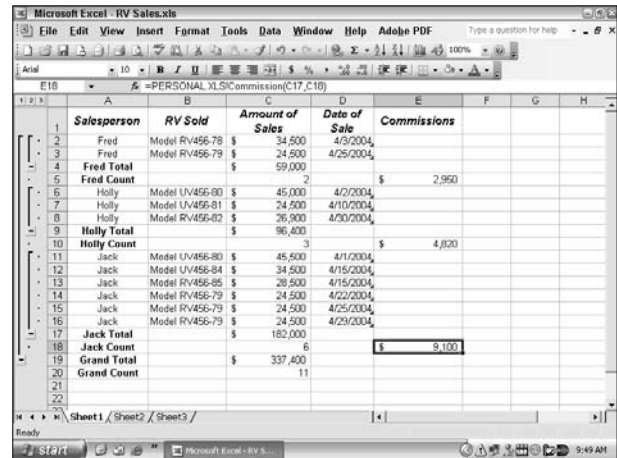 Microsoft Excel - RV Sales.xls
File Edit View Insert Format Tools Data Window Help Adobe PDF Type a question for help
100%
Arial 10 B I U $ % ,
E18 fx =PERSONAL.XLS!Commission(C17,C18)
1 2 3 A B C D E F G H
1 Salesperson RV Sold Amount of Sales Date of Sale Commissions
2 Fred Model RV456-78 $ 34,500 4/3/2004
3 Fred Model RV456-79 $ 24,500 4/25/2004
4 Fred Total $ 59,000
5 Fred Count 2 $ 2,950
6 Holly Model UV456-80 $ 45,000 4/2/2004
7 Holly Model UV456-81 $ 24,500 4/10/2004
8 Holly Model RV456-82 $ 26,900 4/30/2004
9 Holly Total $ 96,400
10 Holly Count 3 $ 4,820
11 Jack Model UV456-80 $ 45,500 4/1/2004
12 Jack Model UV456-84 $ 34,500 4/15/2004
13 Jack Model UV456-85 $ 28,500 4/15/2004
14 Jack Model RV456-79 $ 24,500 4/22/2004
15 Jack Model RV456-79 $ 24,500 4/25/2004
16 Jack Model RV456-79 $ 24,500 4/29/2004
17 Jack Total $ 182,000
18 Jack Count 6 $ 9,100
19 Grand Total $ 337,400
20 Grand Count 11
21
22
Sheet1 / Sheet2 / Sheet3 /
Ready
start Microsoft Excel - RV S... 9:49 AM